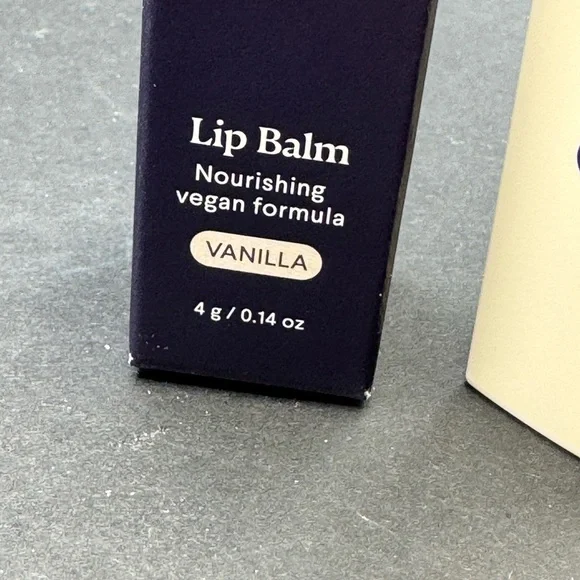 Lip Balm
Nourishing
vegan formula
VANILLA
4 g / 0.14 oz